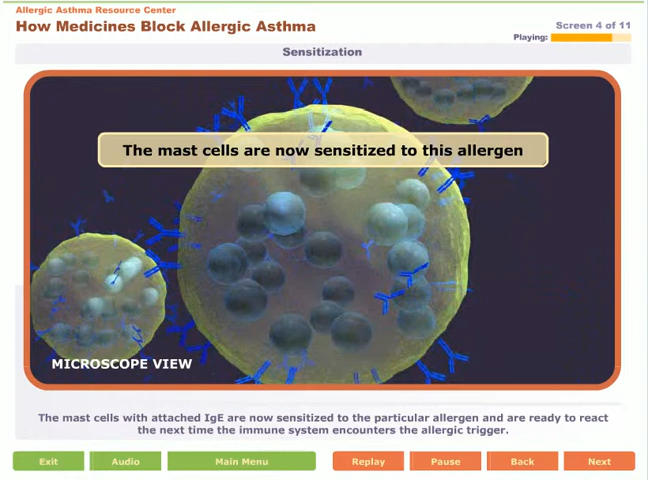 Allergic Asthma Resource Center
How Medicines Block Allergic Asthma
Screen 4 of 11
Playing:
Sensitization
The mast cells are now sensitized to this allergen
MICROSCOPE VIEW
The mast cells with attached IgE are now sensitized to the particular allergen and are ready to react
the next time the immune system encounters the allergic trigger.
Exit
Audio
Main Menu
Replay
Pause
Back
Next